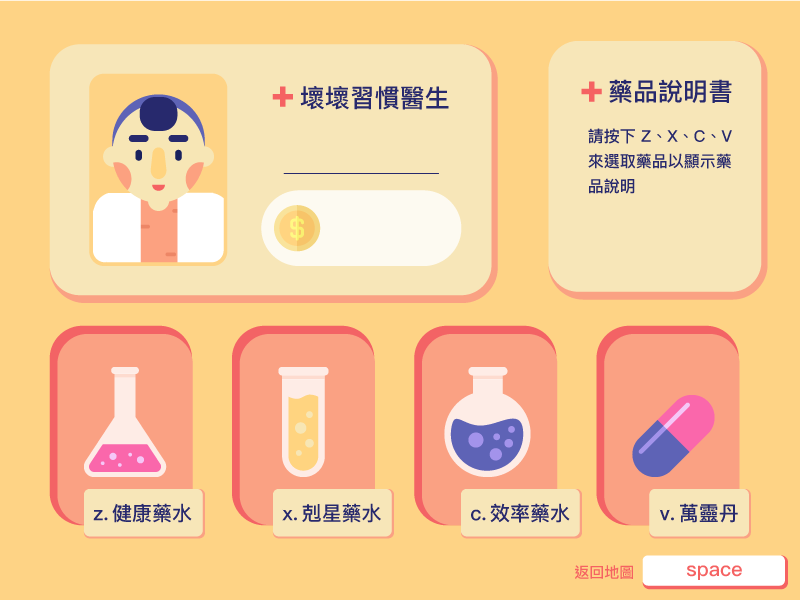 壞壞習慣醫生
$
藥品說明書
請按下 Z、X、C、V
來選取藥品以顯示藥
品說明
z. 健康藥水
x. 剋星藥水
c. 效率藥水
v. 萬靈丹
返回地圖 space